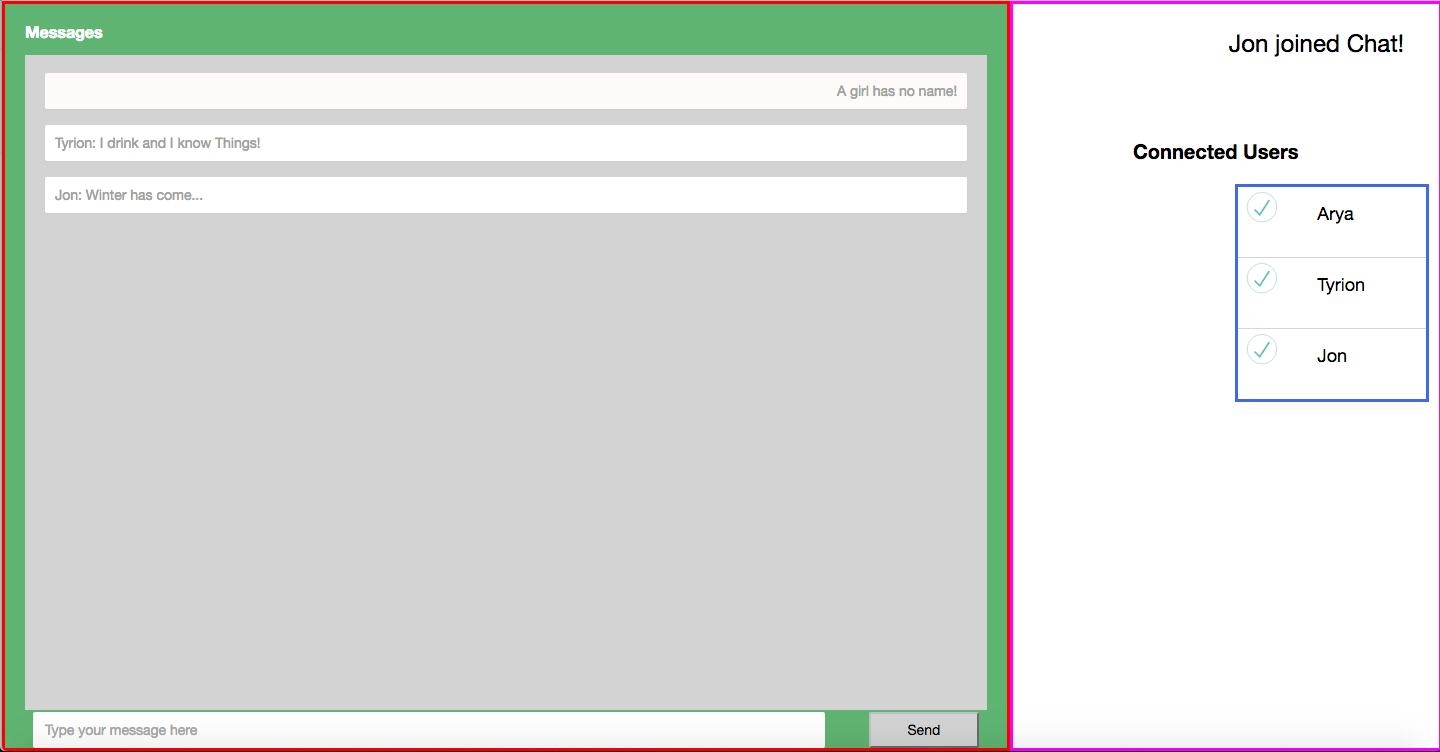 Messages
A girl has no name!
Tyrion: I drink and I know Things!
Jon: Winter has come...
Type your message here
Send
Jon joined Chat!
Connected Users
Arya
Tyrion
Jon